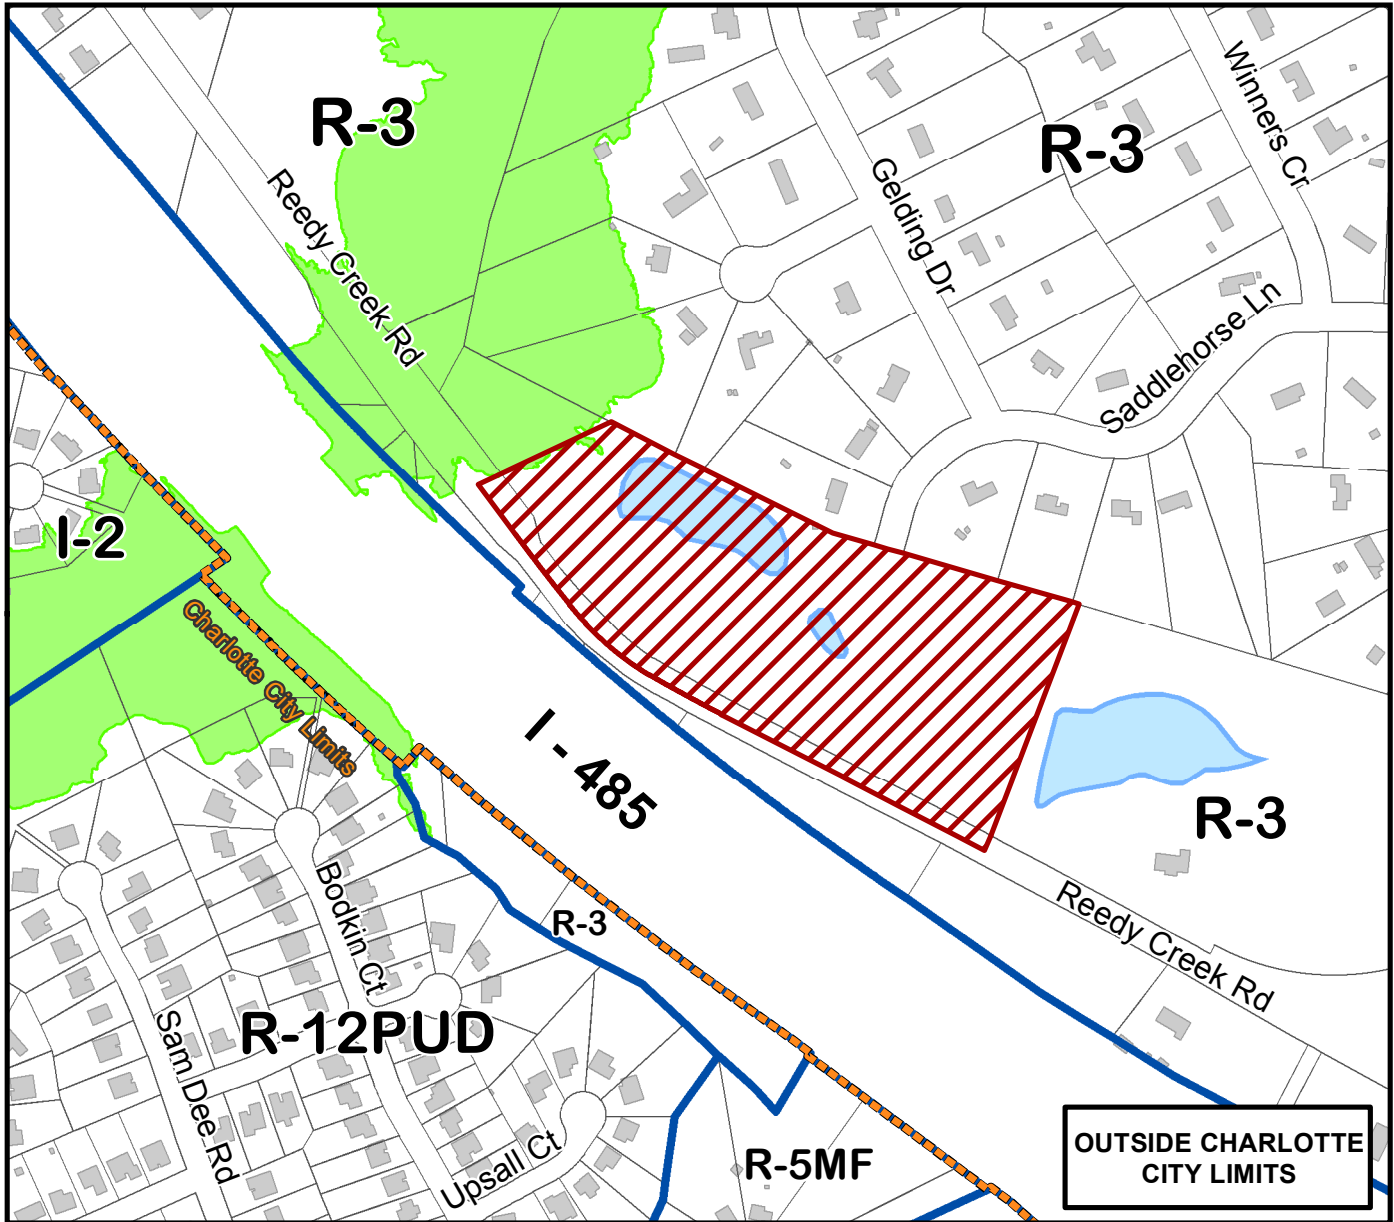 R-3
R-3
Winners Cr
Gelding Dr
Reedy Creek Rd
Saddlehorse Ln
I-2
Charlotte City Limits
I - 485
R-3
Reedy Creek Rd
R-3
Bodkin Ct
R-12PUD
Sam Dee Rd
Upsall Ct
R-5MF
OUTSIDE CHARLOTTE
CITY LIMITS